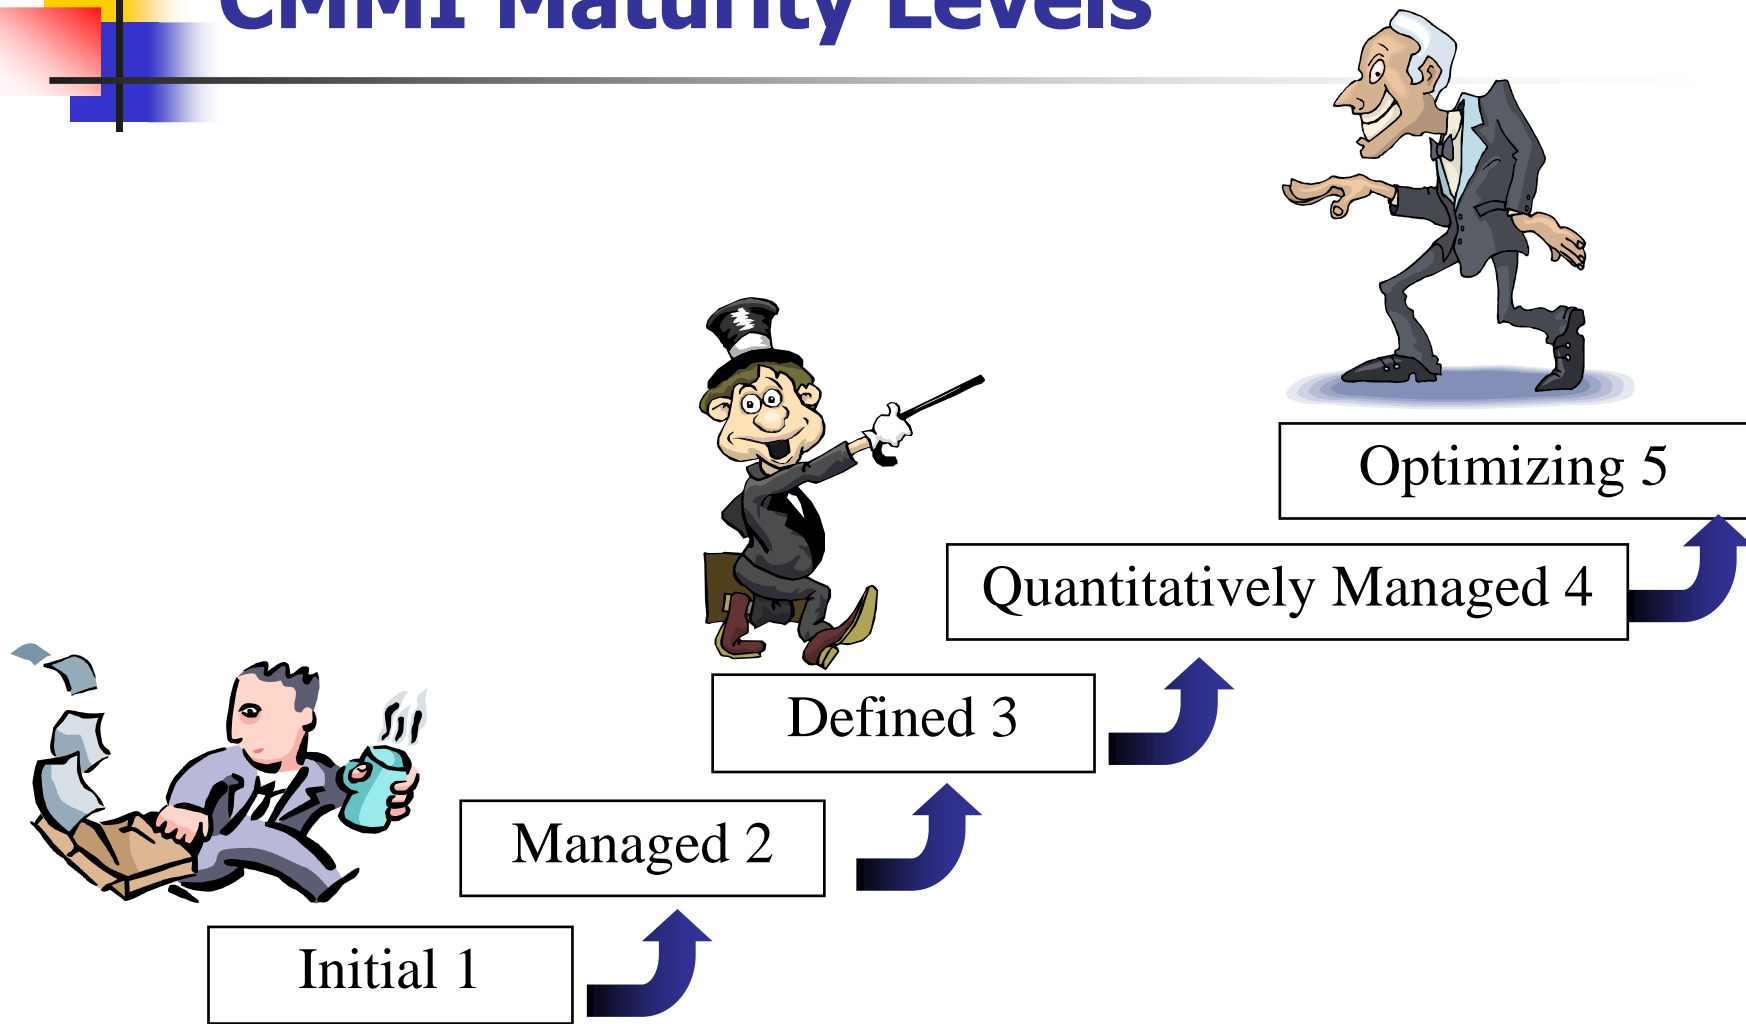 CMMI Maturity Levels
Optimizing 5
Quantitatively Managed 4
Defined 3
Managed 2
Initial 1